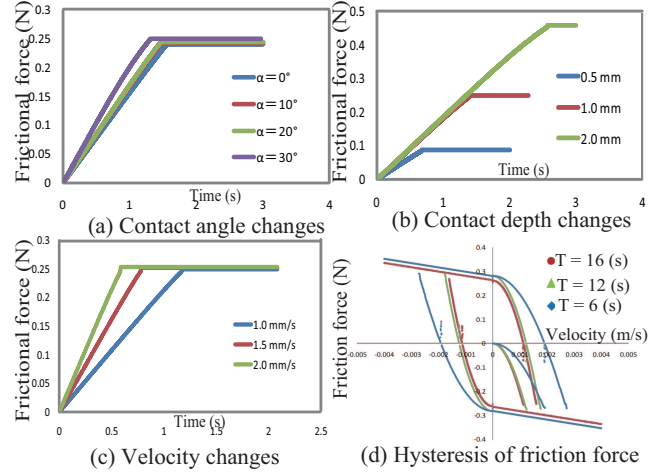 Frictional force (N)
0.3
0.25
0.2
0.15
0.1
0.05
0
α=0°
α=10°
α=20°
α=30°
Time (s)
0 1 2 3 4
(a) Contact angle changes
Frictional force (N)
0.5
0.4
0.3
0.2
0.1
0
0.5 mm
1.0 mm
2.0 mm
Time (s)
0 1 2 3 4
(b) Contact depth changes
Frictional force (N)
0.3
0.25
0.2
0.15
0.1
0.05
0
1.0 mm/s
1.5 mm/s
2.0 mm/s
Time (s)
0 0.5 1 1.5 2 2.5
(c) Velocity changes
Friction force (N)
0.4
0.3
0.2
0.1
T = 16 (s)
T = 12 (s)
T = 6 (s)
Velocity (m/s)
-0.005 -0.004 -0.003 -0.002 -0.001 0 0.001 0.002 0.003 0.004 0.005
-0.1
-0.2
-0.3
-0.4
(d) Hysteresis of friction force